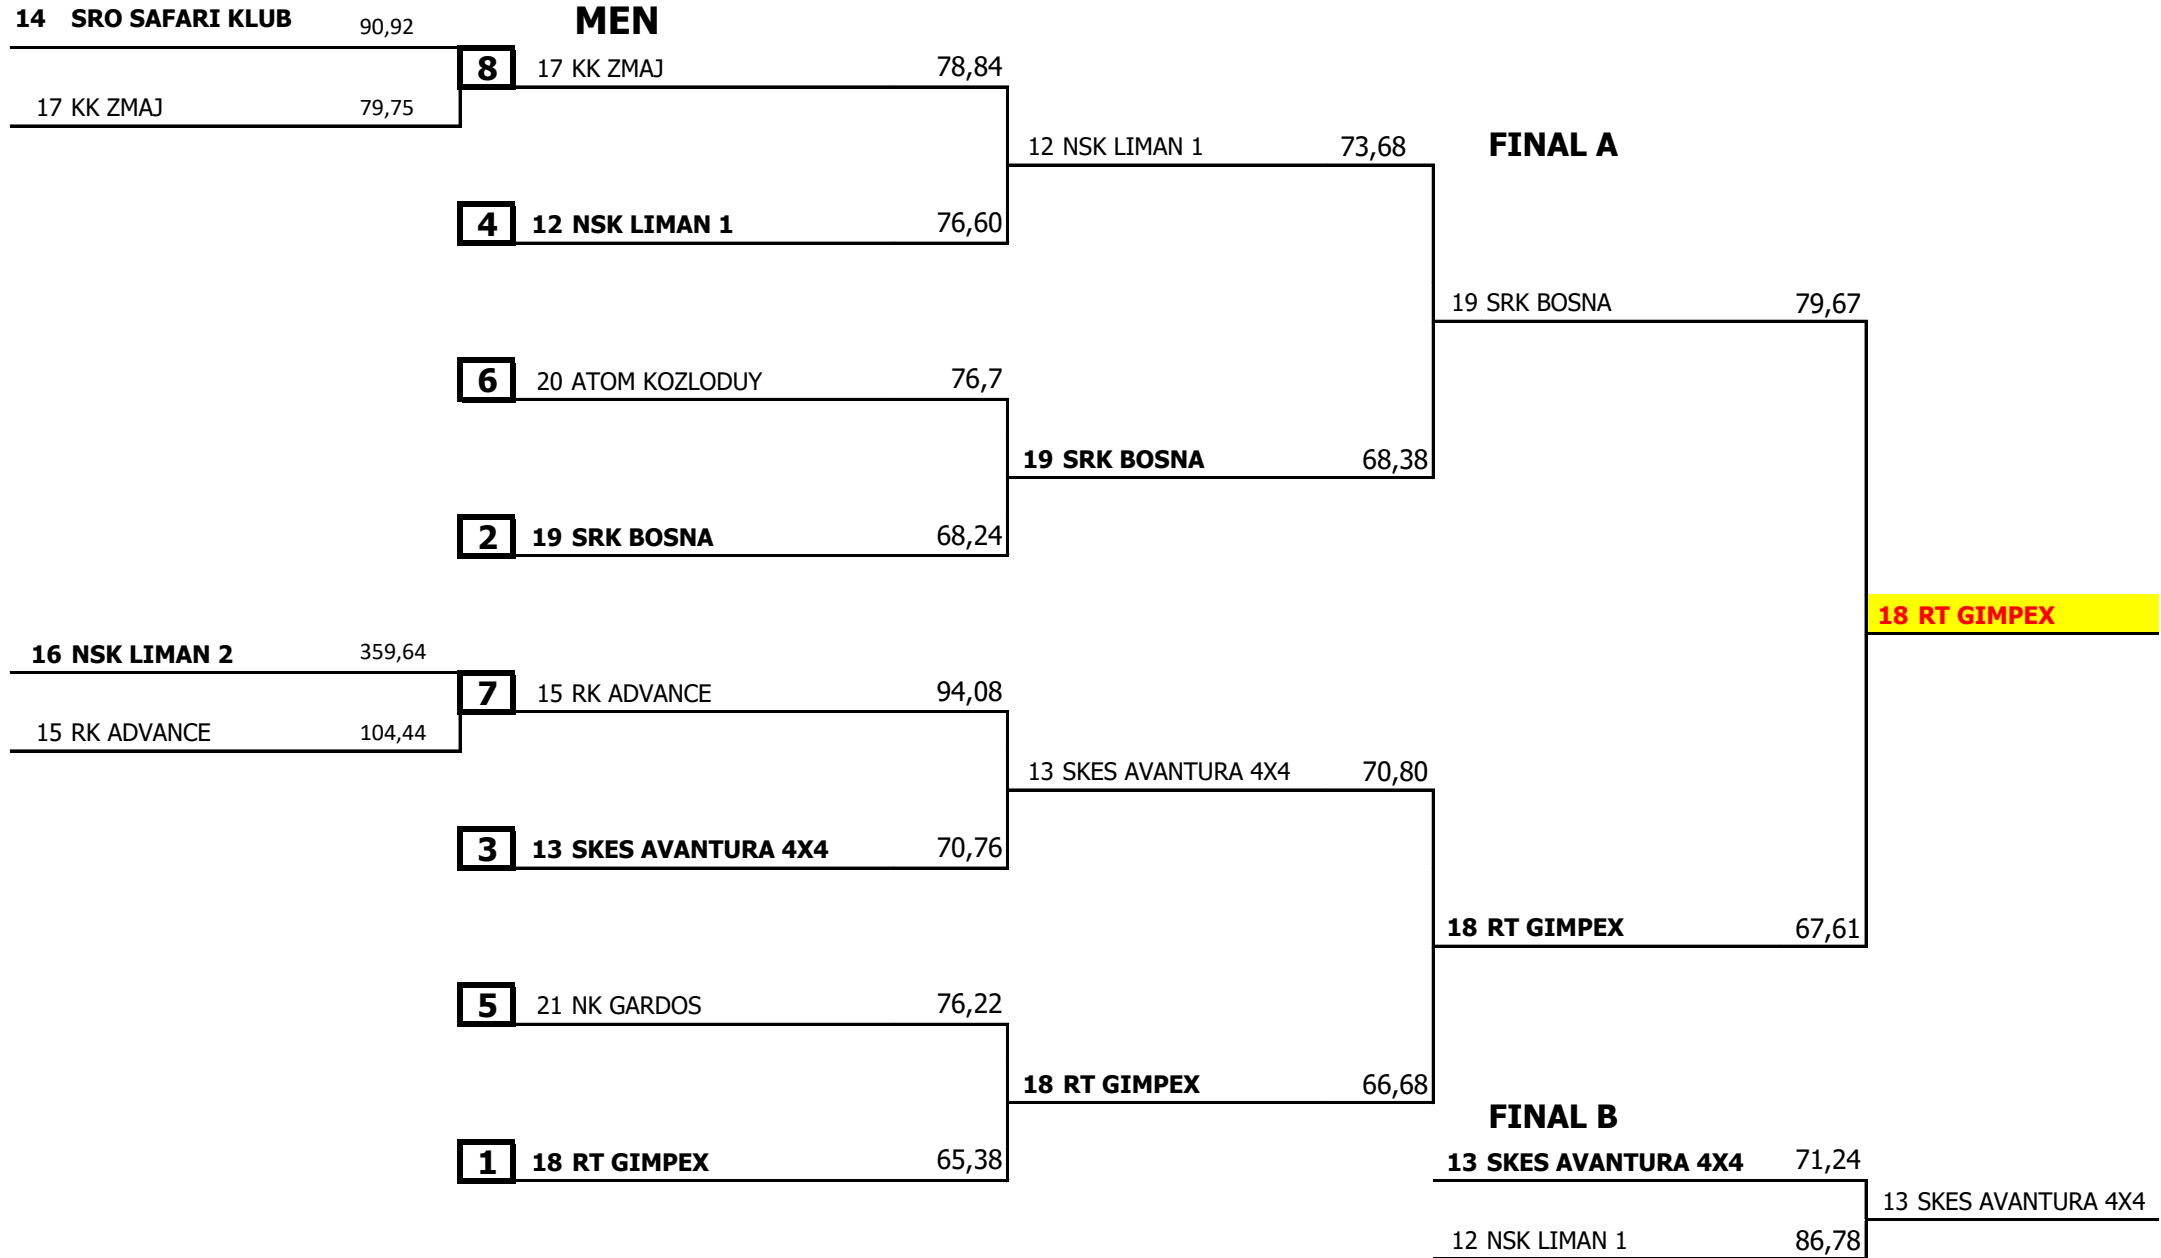 14 SRO SAFARI KLUB 90,92 MEN
8 17 KK ZMAJ 78,84
17 KK ZMAJ 79,75
12 NSK LIMAN 1 73,68 FINAL A
4 12 NSK LIMAN 1 76,60
19 SRK BOSNA 79,67
6 20 ATOM KOZLODUY 76,7
19 SRK BOSNA 68,38
2 19 SRK BOSNA 68,24
18 RT GIMPEX
16 NSK LIMAN 2 359,64
7 15 RK ADVANCE 94,08
15 RK ADVANCE 104,44
13 SKES AVANTURA 4X4 70,80
3 13 SKES AVANTURA 4X4 70,76
18 RT GIMPEX 67,61
5 21 NK GARDOS 76,22
18 RT GIMPEX 66,68
FINAL B
1 18 RT GIMPEX 65,38 13 SKES AVANTURA 4X4 71,24
13 SKES AVANTURA 4X4
12 NSK LIMAN 1 86,78